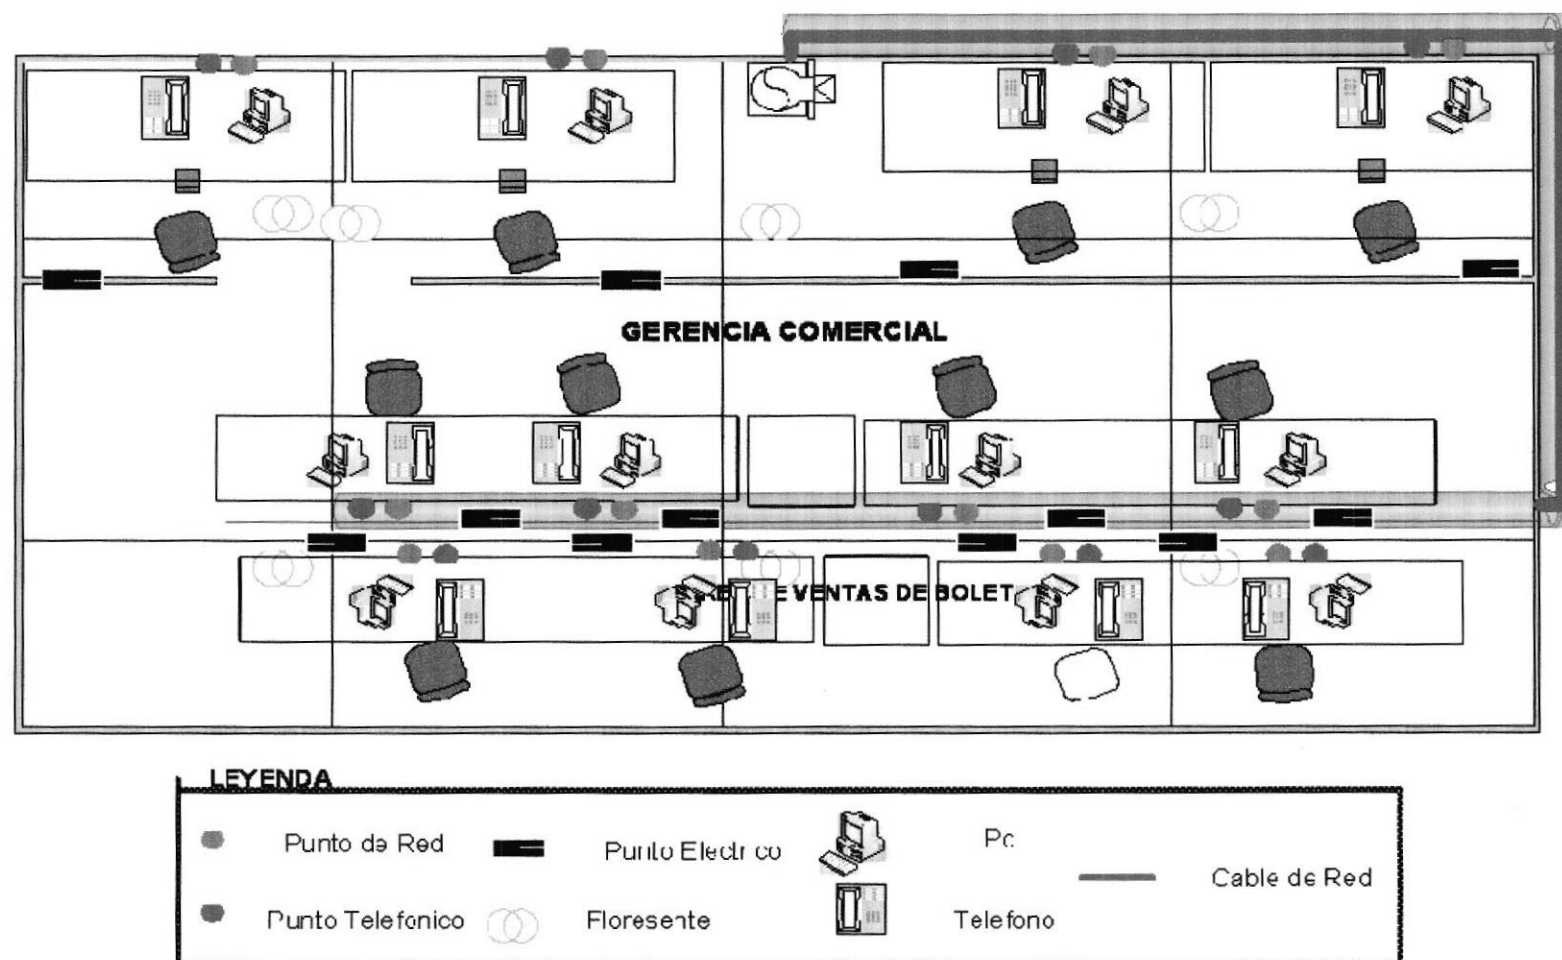 GERENCIA COMERCIAL
E VENTAS DE BOLET
LEYENDA
Punto de Red
Punto Electrico
Pc
Cable de Red
Punto Telefonico
Floresente
Telefono